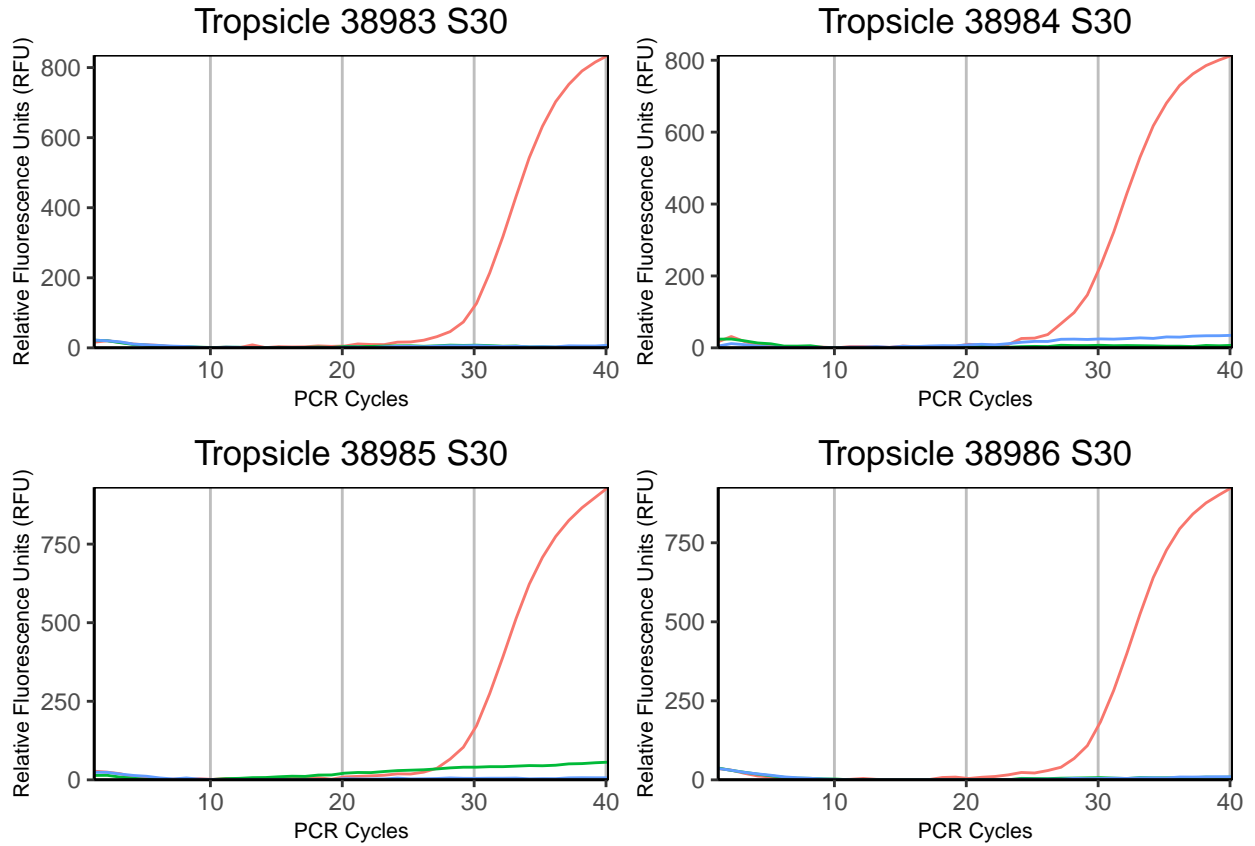 Tropsicle 38983 S30
Relative Fluorescence Units (RFU)
800
600
400
200
0
10 20 30 40
PCR Cycles
Tropsicle 38984 S30
Relative Fluorescence Units (RFU)
800
600
400
200
0
10 20 30 40
PCR Cycles
Tropsicle 38985 S30
Relative Fluorescence Units (RFU)
750
500
250
0
10 20 30 40
PCR Cycles
Tropsicle 38986 S30
Relative Fluorescence Units (RFU)
750
500
250
0
10 20 30 40
PCR Cycles